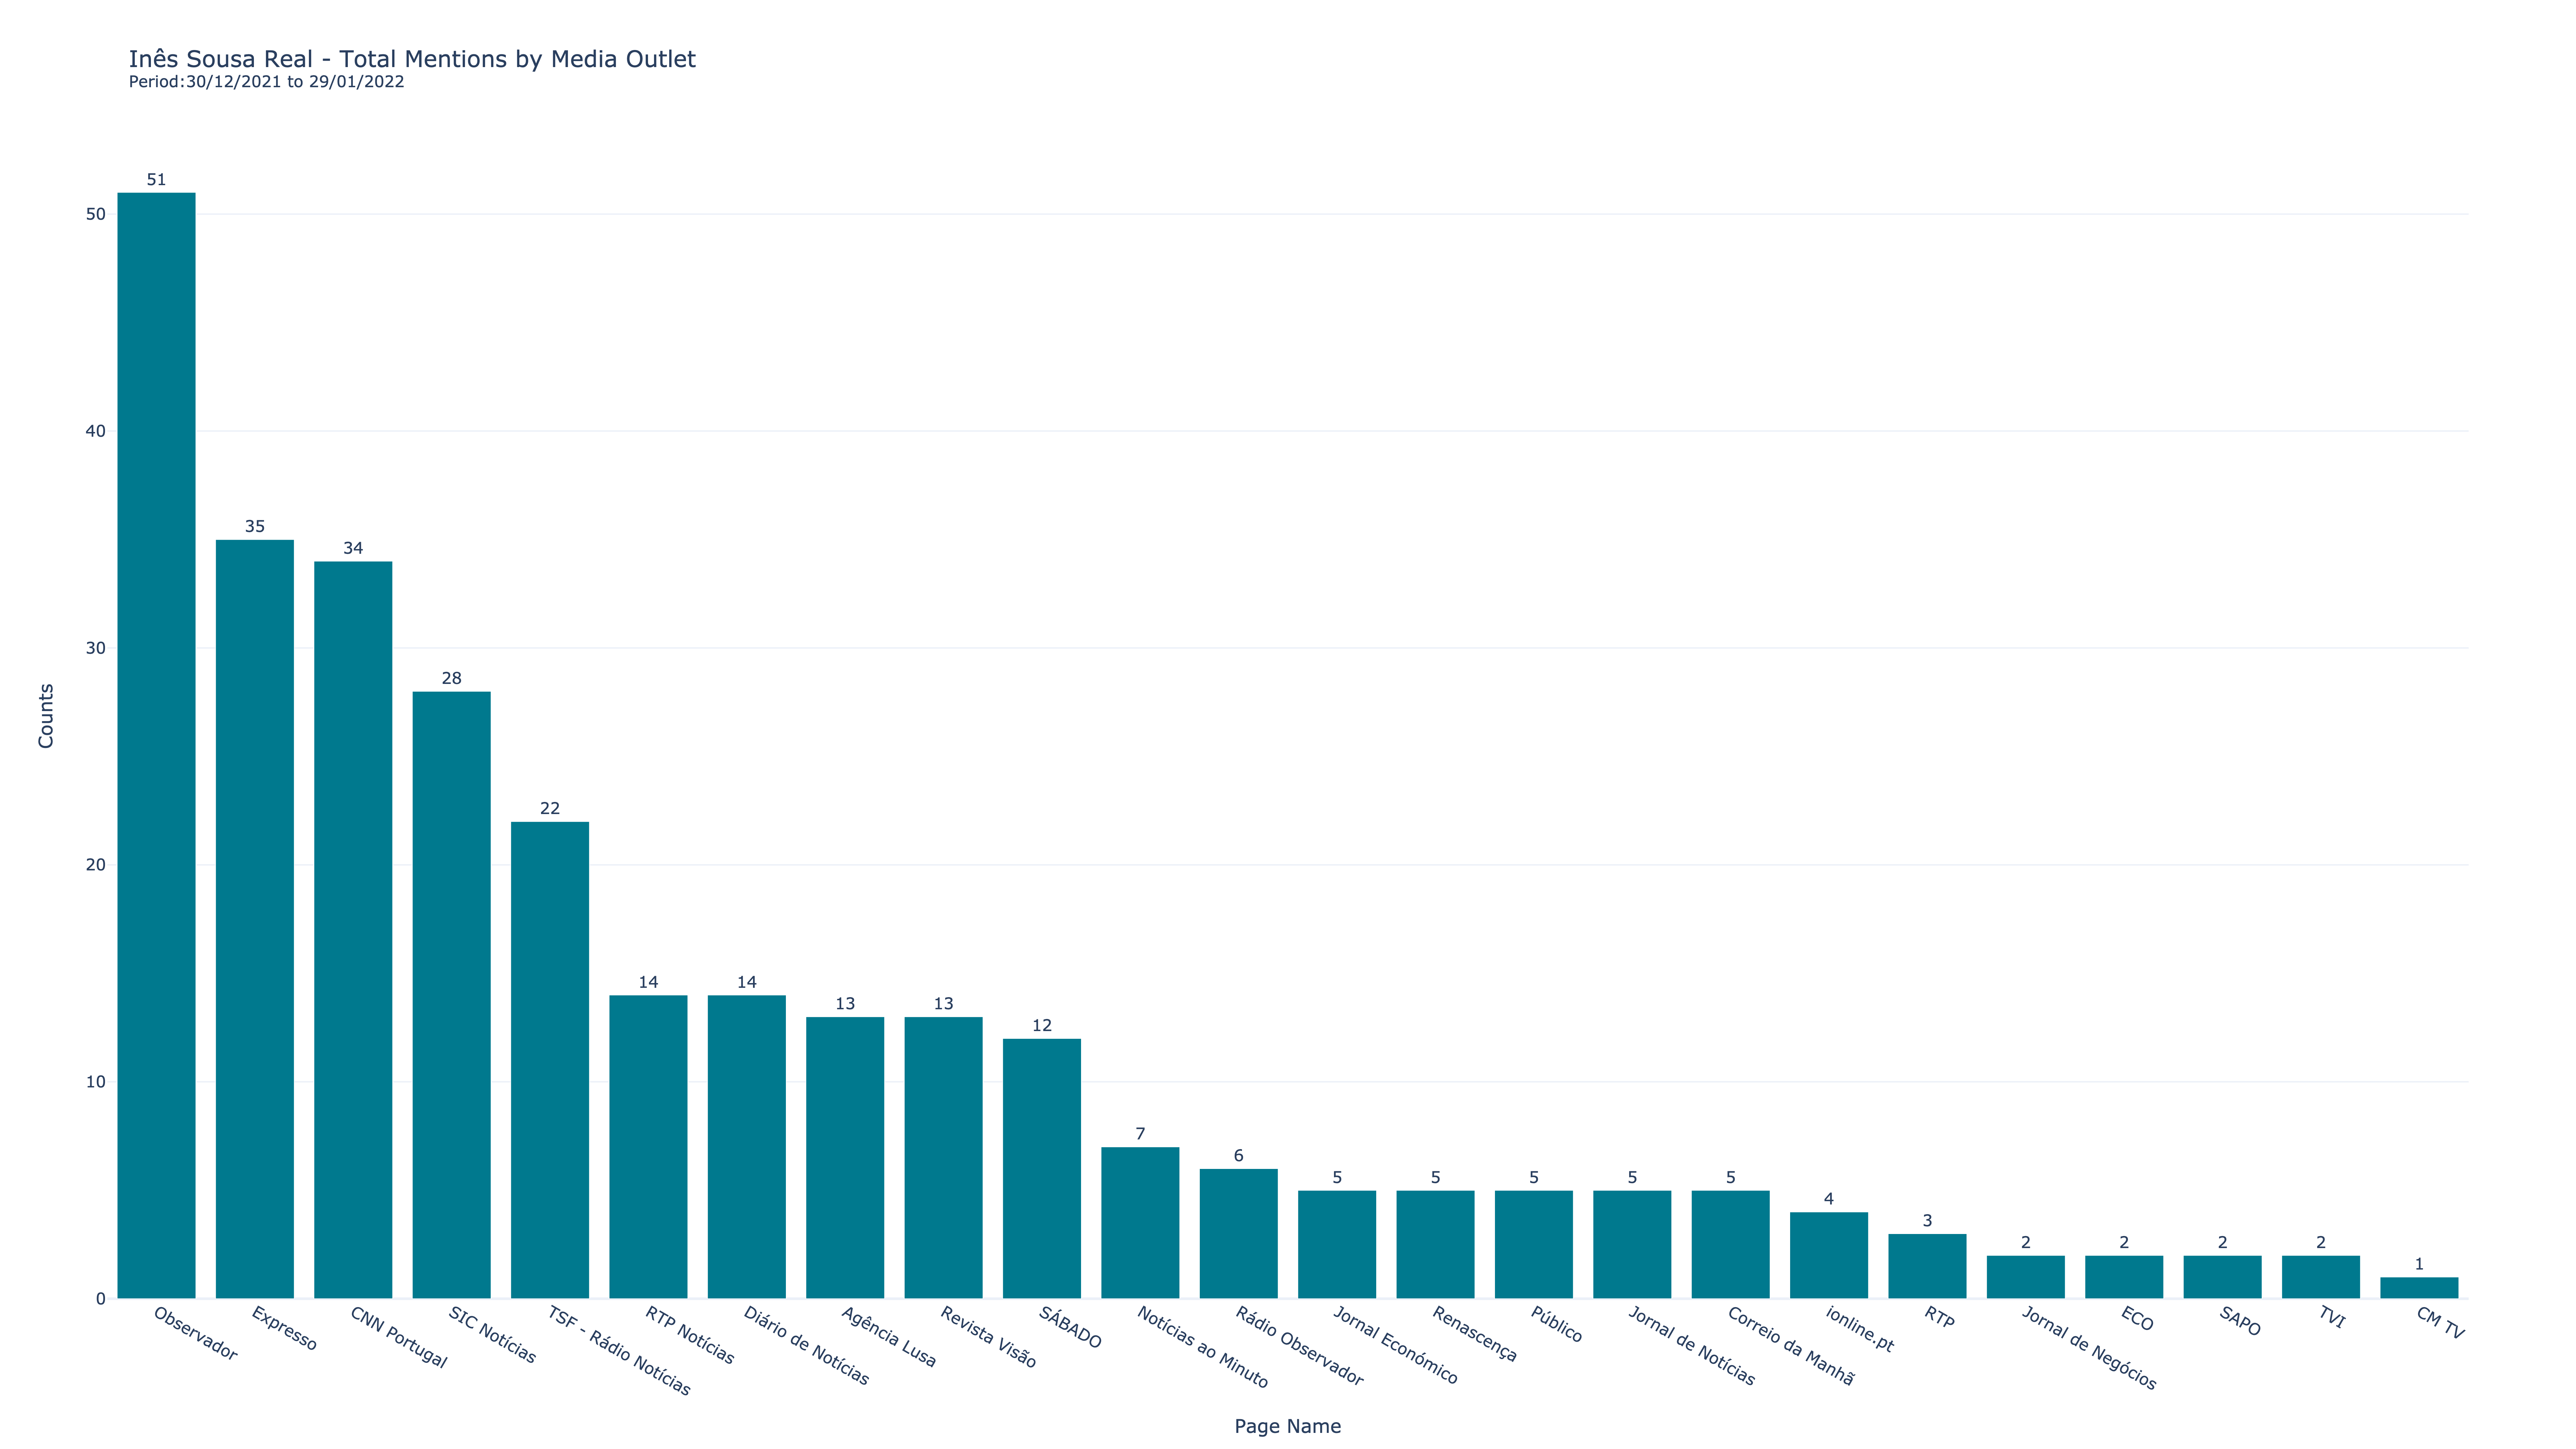 Inês Sousa Real - Total Mentions by Media Outlet
Period:30/12/2021 to 29/01/2022
Counts
50
40
30
20
10
0
51
35
34
28
22
14
14
13
13
12
7
6
5
5
5
5
5
4
3
2
2
2
2
1
Observador
Expresso
CNN Portugal
SIC Notícias
TSF - Rádio Notícias
RTP Notícias
Diário de Notícias
Agência Lusa
Revista Visão
SÁBADO
Notícias ao Minuto
Rádio Observador
Jornal Económico
Renascença
Público
Jornal de Notícias
Correio da Manhã
ionline.pt
RTP
Jornal de Negócios
ECO
SAPO
TVI
CM TV
Page Name